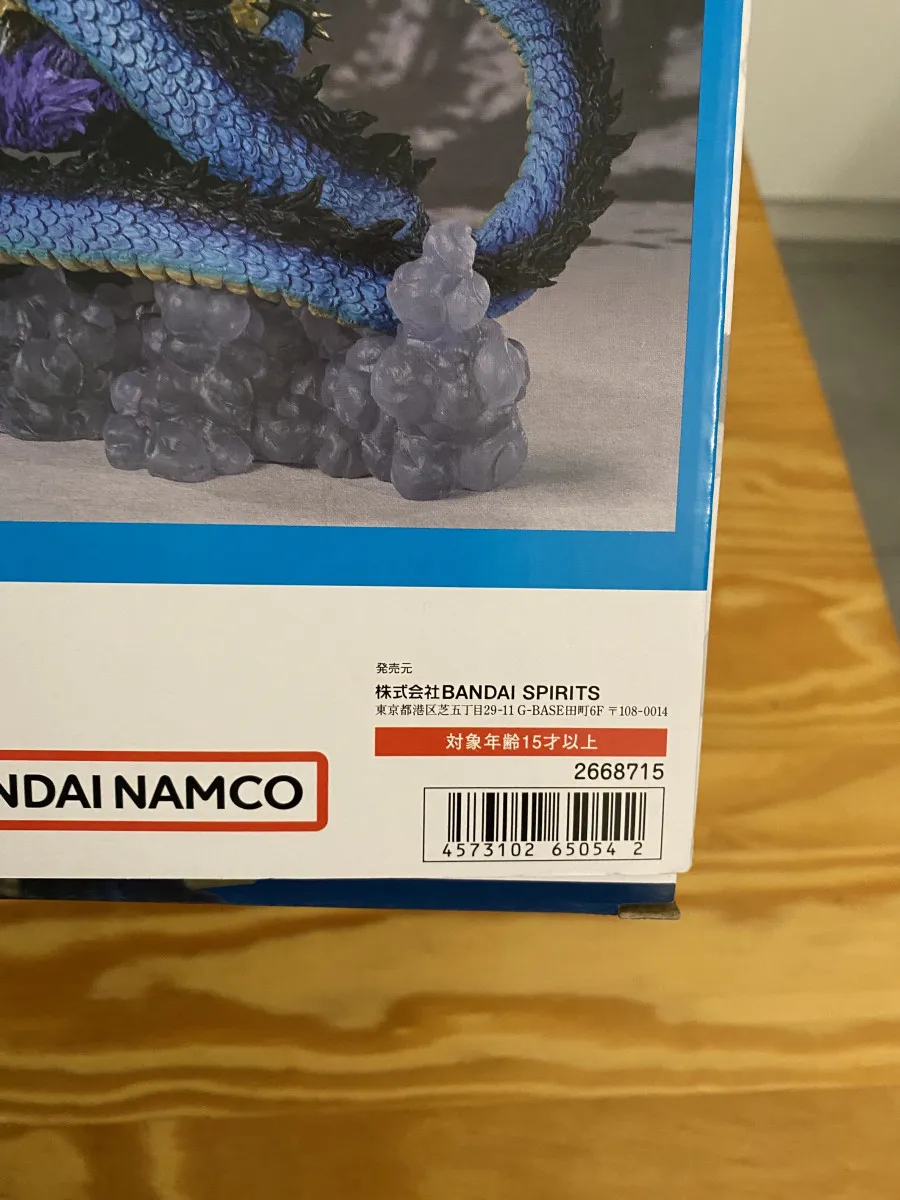 発売元
株式会社BANDAI SPIRITS
東京都港区芝五丁目29-11 G-BASE田町6F 〒108-0014
対象年齢15才以上
2668715
NDAI NAMCO
4573102 65054 2